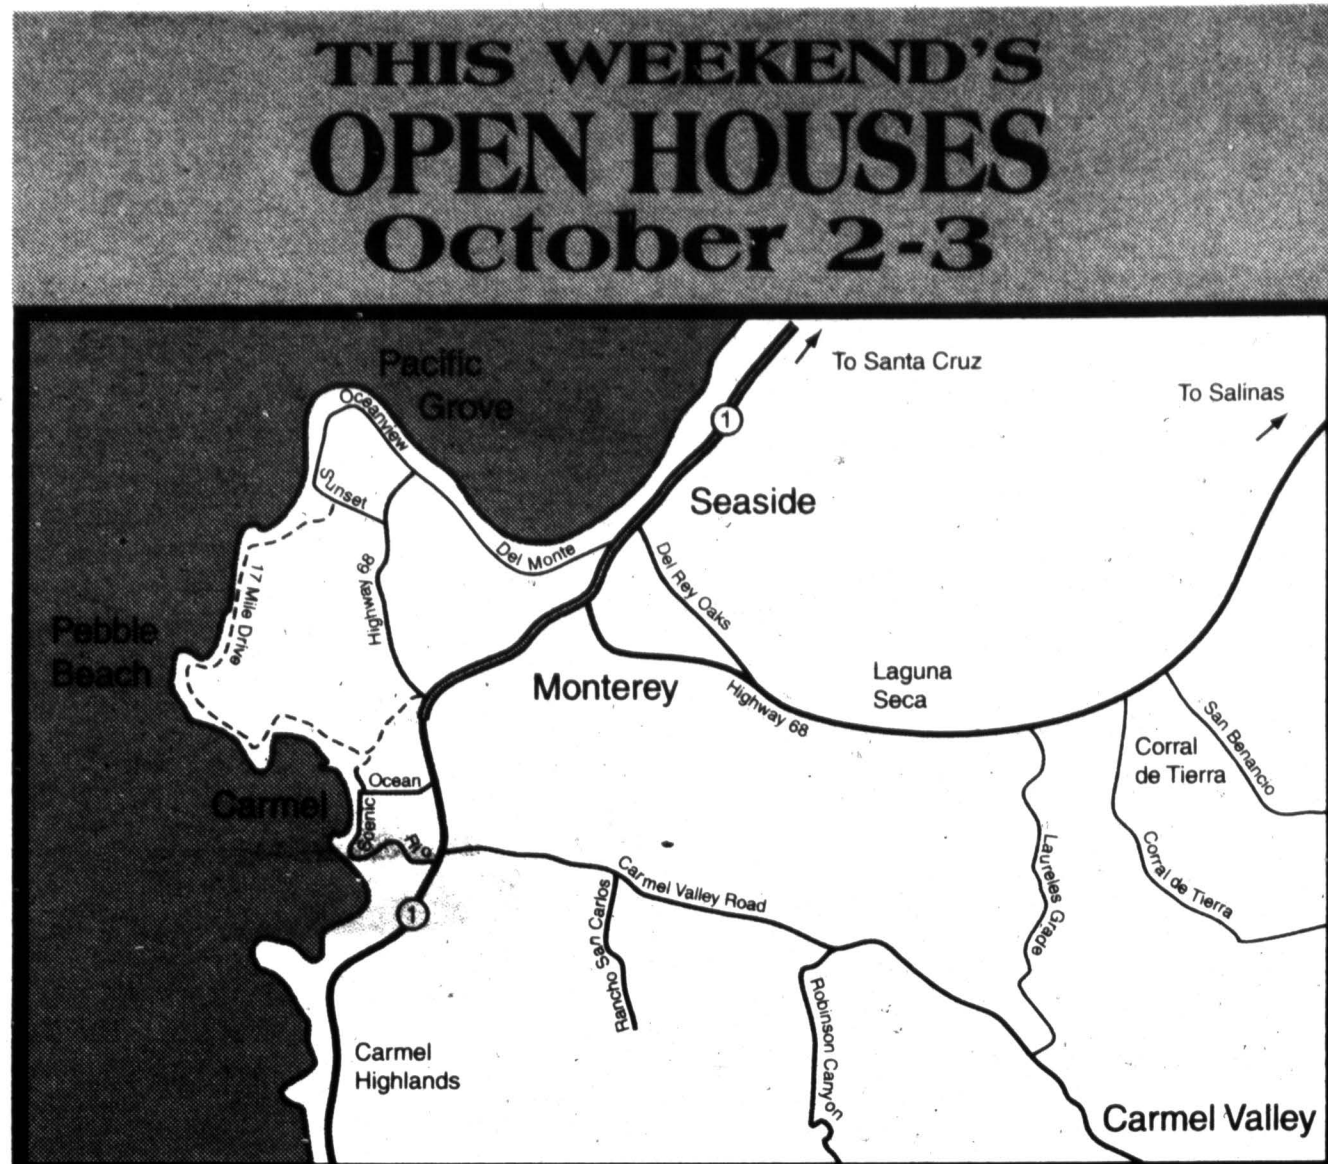 THIS WEEKEND'S
OPEN HOUSES
October 2-3
To Santa Cruz
To Salinas
Pacific
Grove
Oceanview
1
Seaside
Sunset
Del Monte
Del Rey Oaks
Highway 68
17 Mile Drive
Pebble
Beach
Monterey
Highway 68
Laguna
Seca
San Benancio
Corral
de Tierra
Ocean
Carmel
Scenic
Rio
Carmel Valley Road
Laureles Grade
Corral de Tierra
1
Rancho San Carlos
Robinson Canyon
Carmel
Highlands
Carmel Valley